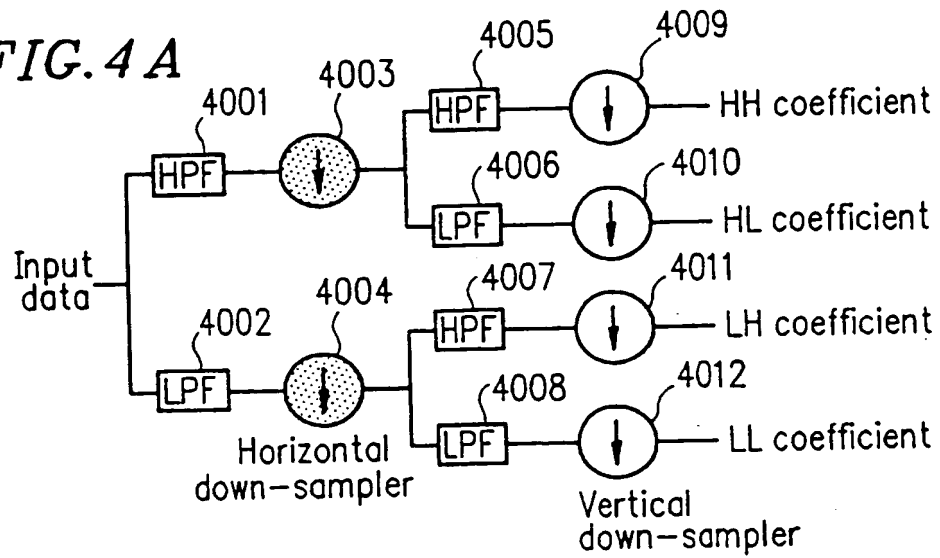 FIG. 4 A
4001
4003
4005
4009
HPF
HPF
HH coefficient
4006
4010
LPF
HL coefficient
Input
data
4002
4004
4007
4011
LPF
HPF
LH coefficient
4008
4012
LPF
LL coefficient
Horizontal
down-sampler
Vertical
down-sampler